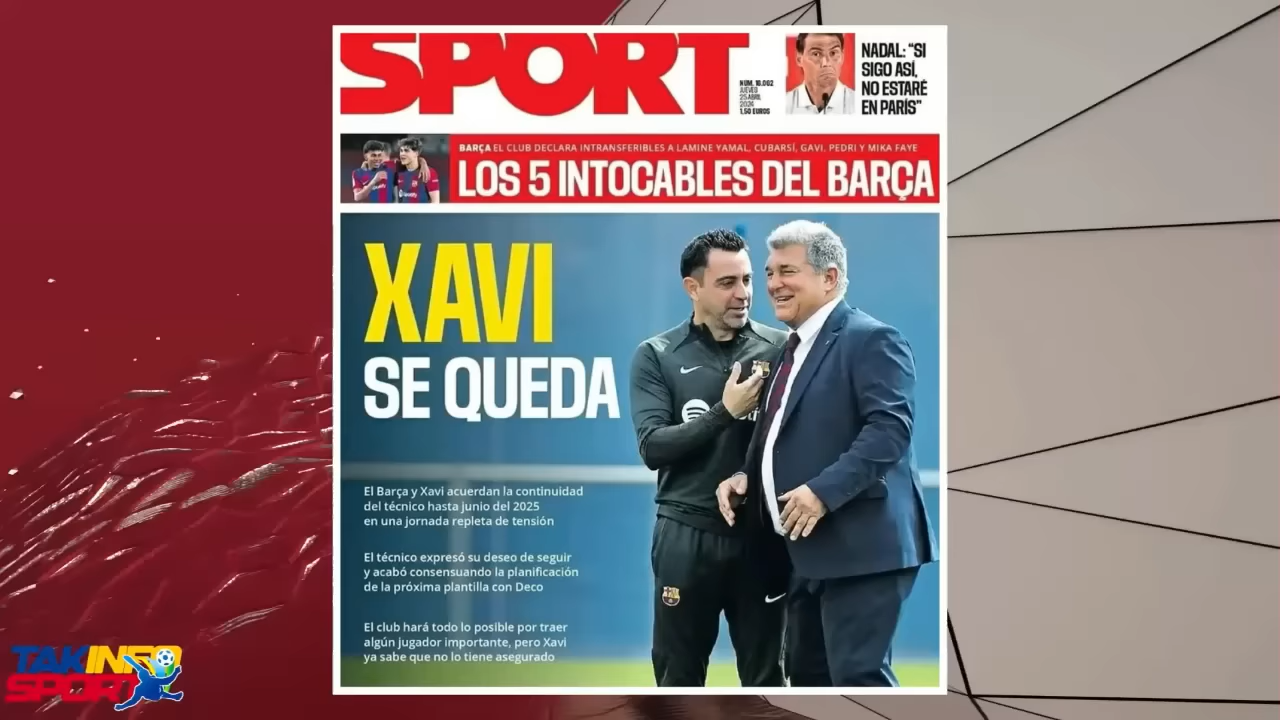 SPORT
NÚM. 16.062
JUEVES
25 ABRIL
2024
1,50 EUROS
NADAL: “SI
SIGO ASÍ,
NO ESTARÉ
EN PARÍS”
BARÇA EL CLUB DECLARA INTRANSFERIBLES A LAMINE YAMAL, CUBARSÍ, GAVI, PEDRI Y MIKA FAYE
LOS 5 INTOCABLES DEL BARÇA
XAVI
SE QUEDA
El Barça y Xavi acuerdan la continuidad
del técnico hasta junio del 2025
en una jornada repleta de tensión
El técnico expresó su deseo de seguir
y acabó consensuando la planificación
de la próxima plantilla con Deco
El club hará todo lo posible por traer
algún jugador importante, pero Xavi
ya sabe que no lo tiene asegurado
TAKINFO
SPORT